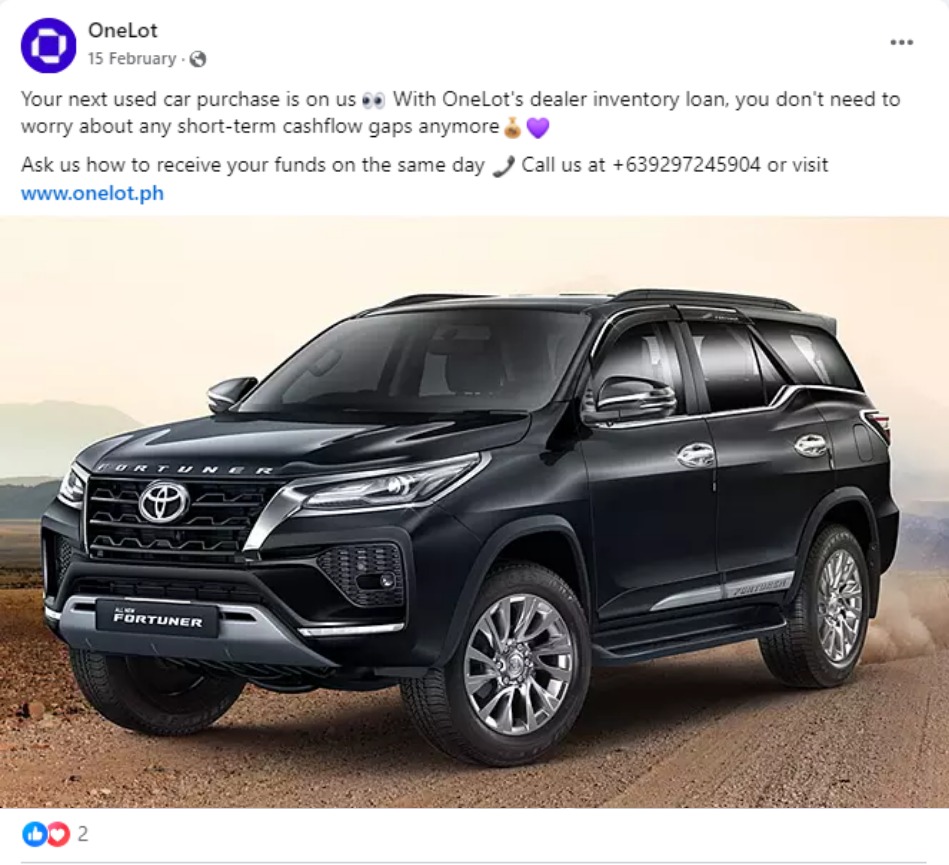 OneLot
15 February ·
Your next used car purchase is on us 👀 With OneLot's dealer inventory loan, you don't need to
worry about any short-term cashflow gaps anymore💰💜
Ask us how to receive your funds on the same day 📞 Call us at +639297245904 or visit
www.onelot.ph
FORTUNER
FORTUNER
ALL NEW
FORTUNER
2